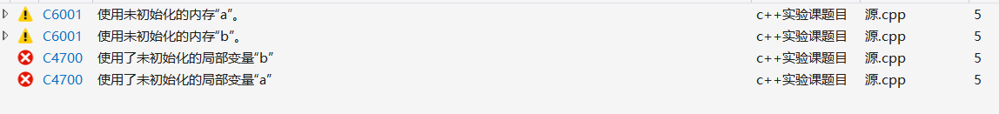 C6001 使用未初始化的内存“a”。 c++实验课题目 源.cpp 5
C6001 使用未初始化的内存“b”。 c++实验课题目 源.cpp 5
C4700 使用了未初始化的局部变量“b” c++实验课题目 源.cpp 5
C4700 使用了未初始化的局部变量“a” c++实验课题目 源.cpp 5